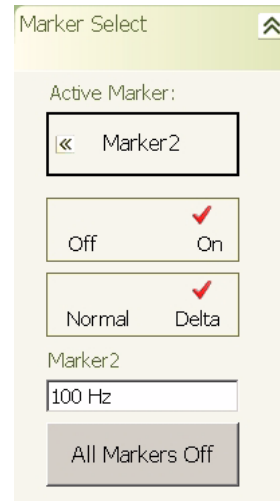 Marker Select
Active Marker:
Marker2
Off On
Normal Delta
Marker2
100 Hz
All Markers Off